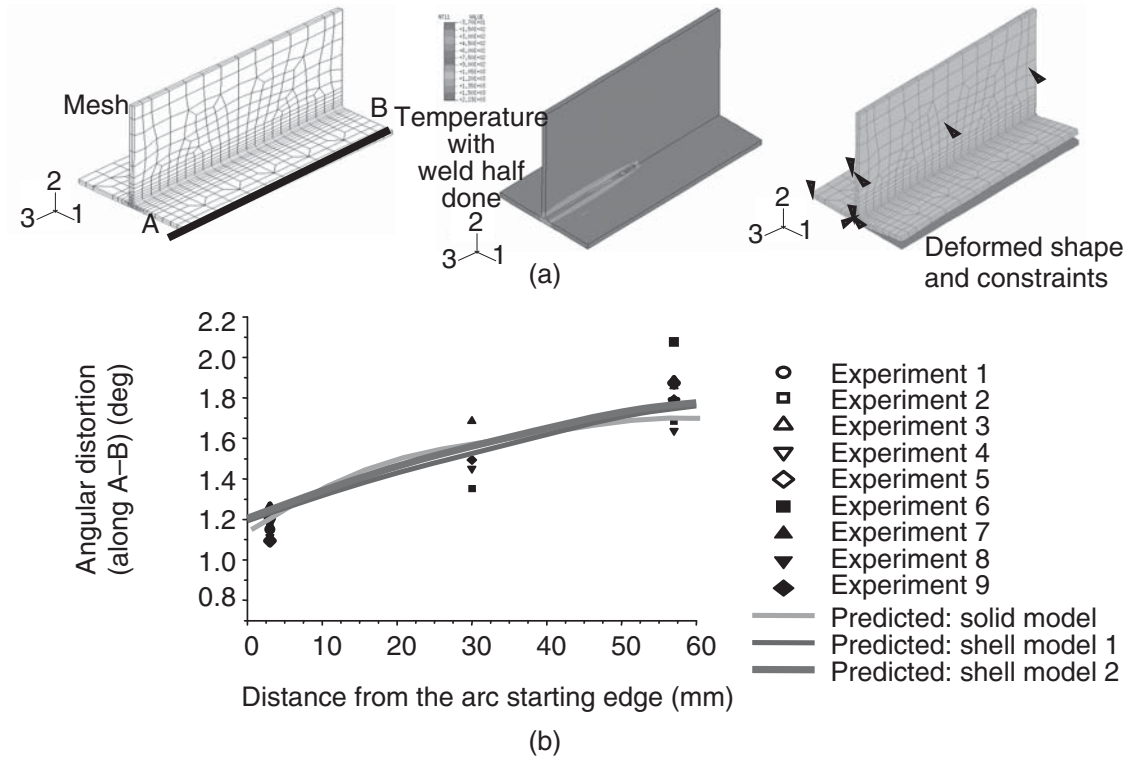 Mesh
B
A
2
3
1
NT11 VALUE
Temperature
with
weld half
done
2
3
1
2
3
1
Deformed shape
and constraints
(a)
Angular distortion
(along A–B) (deg)
2.2
2.0
1.8
1.6
1.4
1.2
1.0
0.8
0 10 20 30 40 50 60
Distance from the arc starting edge (mm)
Experiment 1
Experiment 2
Experiment 3
Experiment 4
Experiment 5
Experiment 6
Experiment 7
Experiment 8
Experiment 9
Predicted: solid model
Predicted: shell model 1
Predicted: shell model 2
(b)